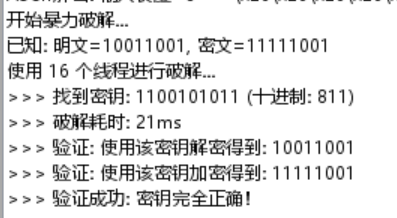 开始暴力破解...
已知: 明文=10011001, 密文=11111001
使用 16 个线程进行破解...
>>> 找到密钥: 1100101011 (十进制: 811)
>>> 破解耗时: 21ms
>>> 验证: 使用该密钥解密得到: 10011001
>>> 验证: 使用该密钥加密得到: 11111001
>>> 验证成功: 密钥完全正确!